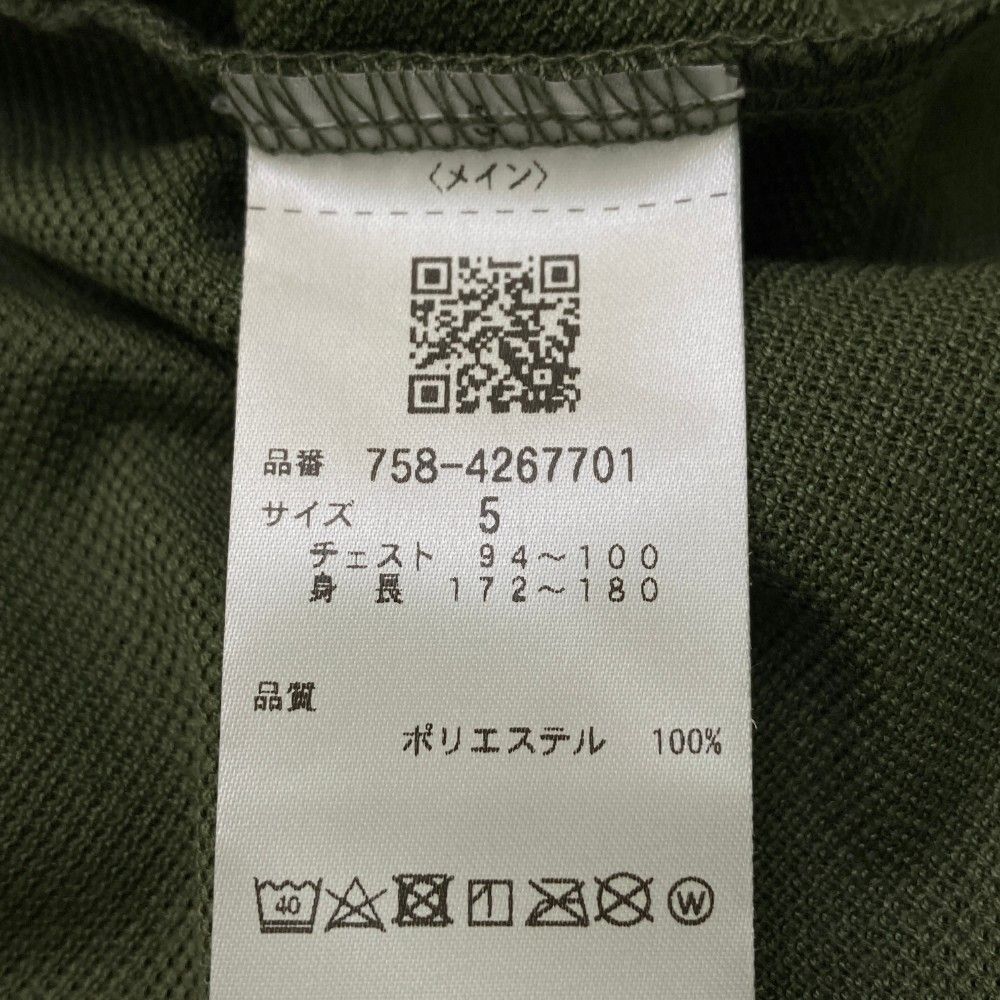 〈メイン〉
品番 758-4267701
サイズ 5
チェスト 94～100
身長 172～180
品質
ポリエステル 100%
40
W